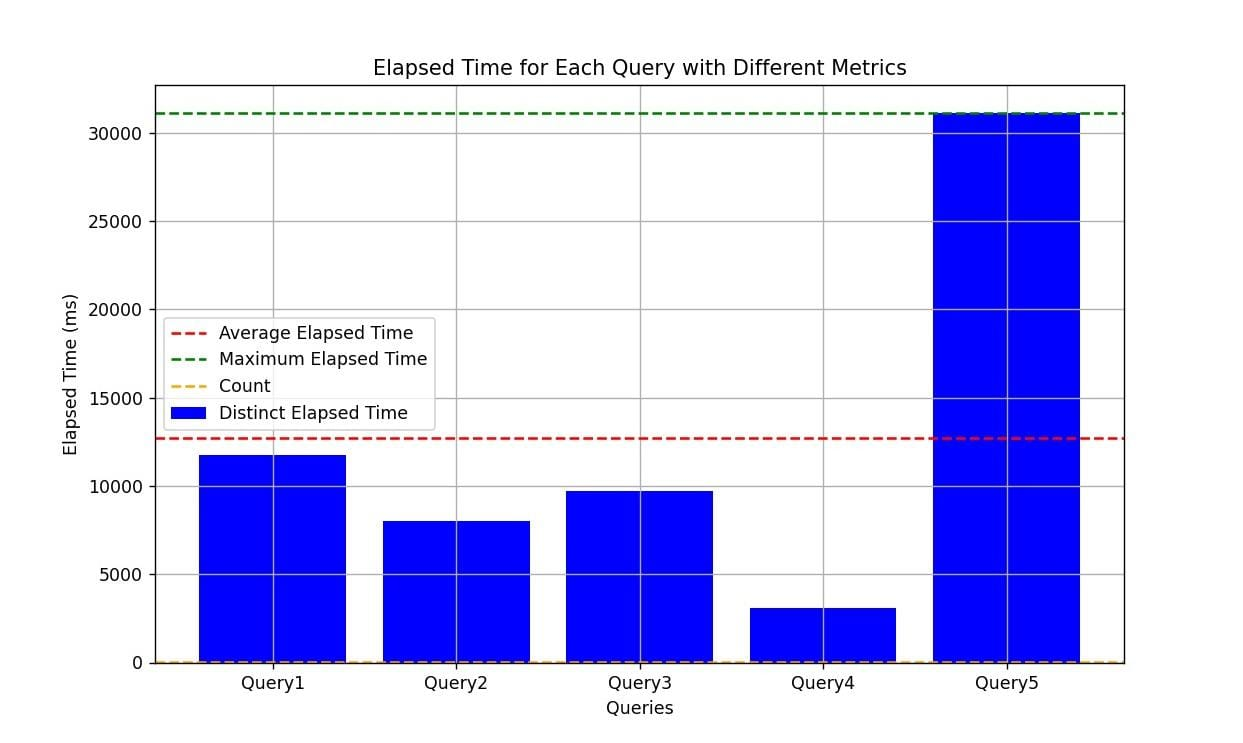 Elapsed Time for Each Query with Different Metrics
30000
25000
20000
15000
10000
5000
0
Elapsed Time (ms)
Average Elapsed Time
Maximum Elapsed Time
Count
Distinct Elapsed Time
Query1
Query2
Query3
Query4
Query5
Queries